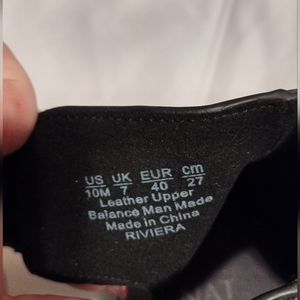 US UK EUR cm
10M 7 40 27
Leather Upper
Balance Man Made
Made in China
RIVIERA